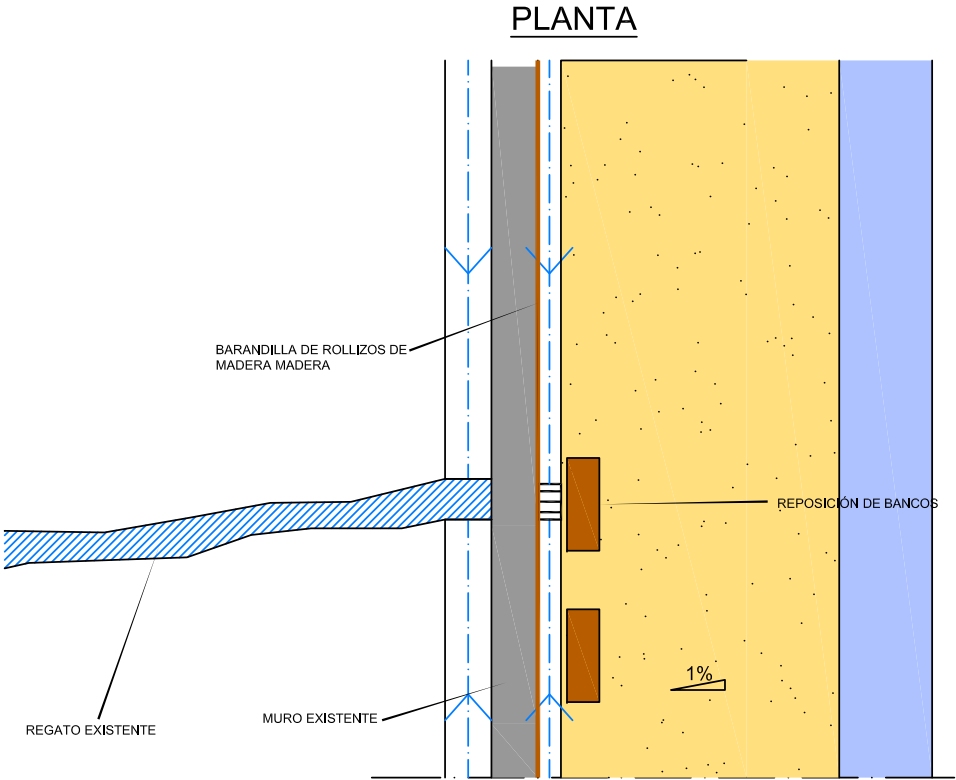 PLANTA
BARANDILLA DE ROLLIZOS DE
MADERA MADERA
REPOSICIÓN DE BANCOS
1%
MURO EXISTENTE
REGATO EXISTENTE